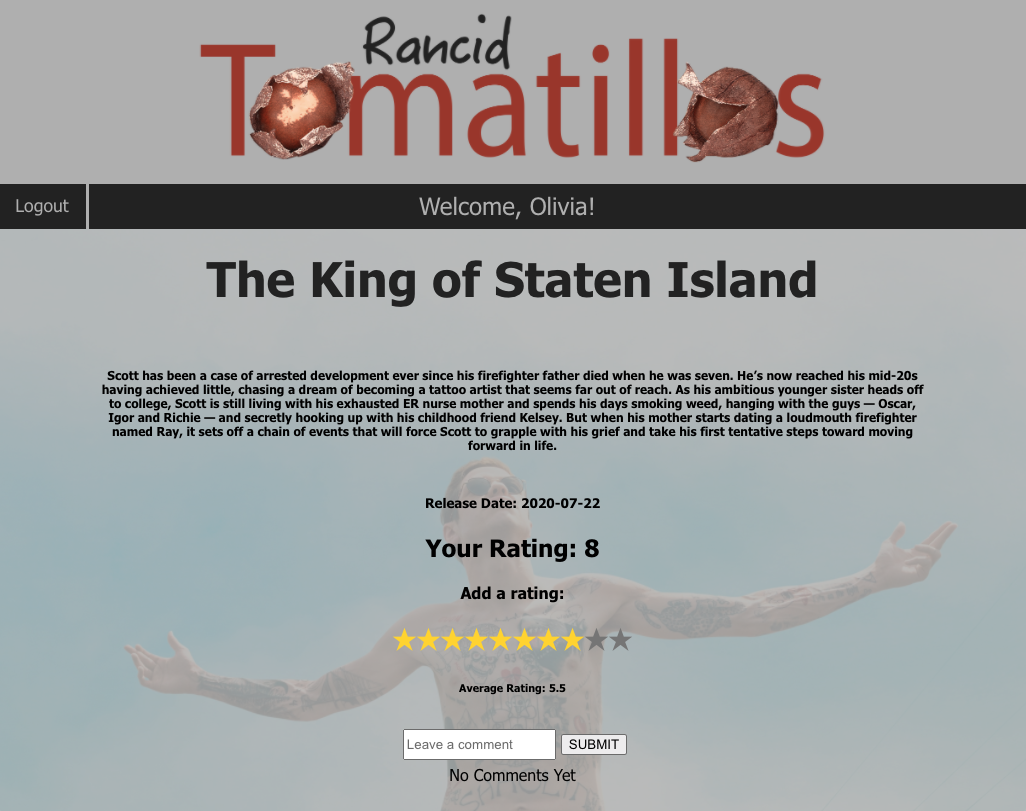 Rancid
Tomatillos
Logout
Welcome, Olivia!
The King of Staten Island
Scott has been a case of arrested development ever since his firefighter father died when he was seven. He’s now reached his mid-20s
having achieved little, chasing a dream of becoming a tattoo artist that seems far out of reach. As his ambitious younger sister heads off
to college, Scott is still living with his exhausted ER nurse mother and spends his days smoking weed, hanging with the guys — Oscar,
Igor and Richie — and secretly hooking up with his childhood friend Kelsey. But when his mother starts dating a loudmouth firefighter
named Ray, it sets off a chain of events that will force Scott to grapple with his grief and take his first tentative steps toward moving
forward in life.
Release Date: 2020-07-22
Your Rating: 8
Add a rating:
Average Rating: 5.5
Leave a comment
SUBMIT
No Comments Yet